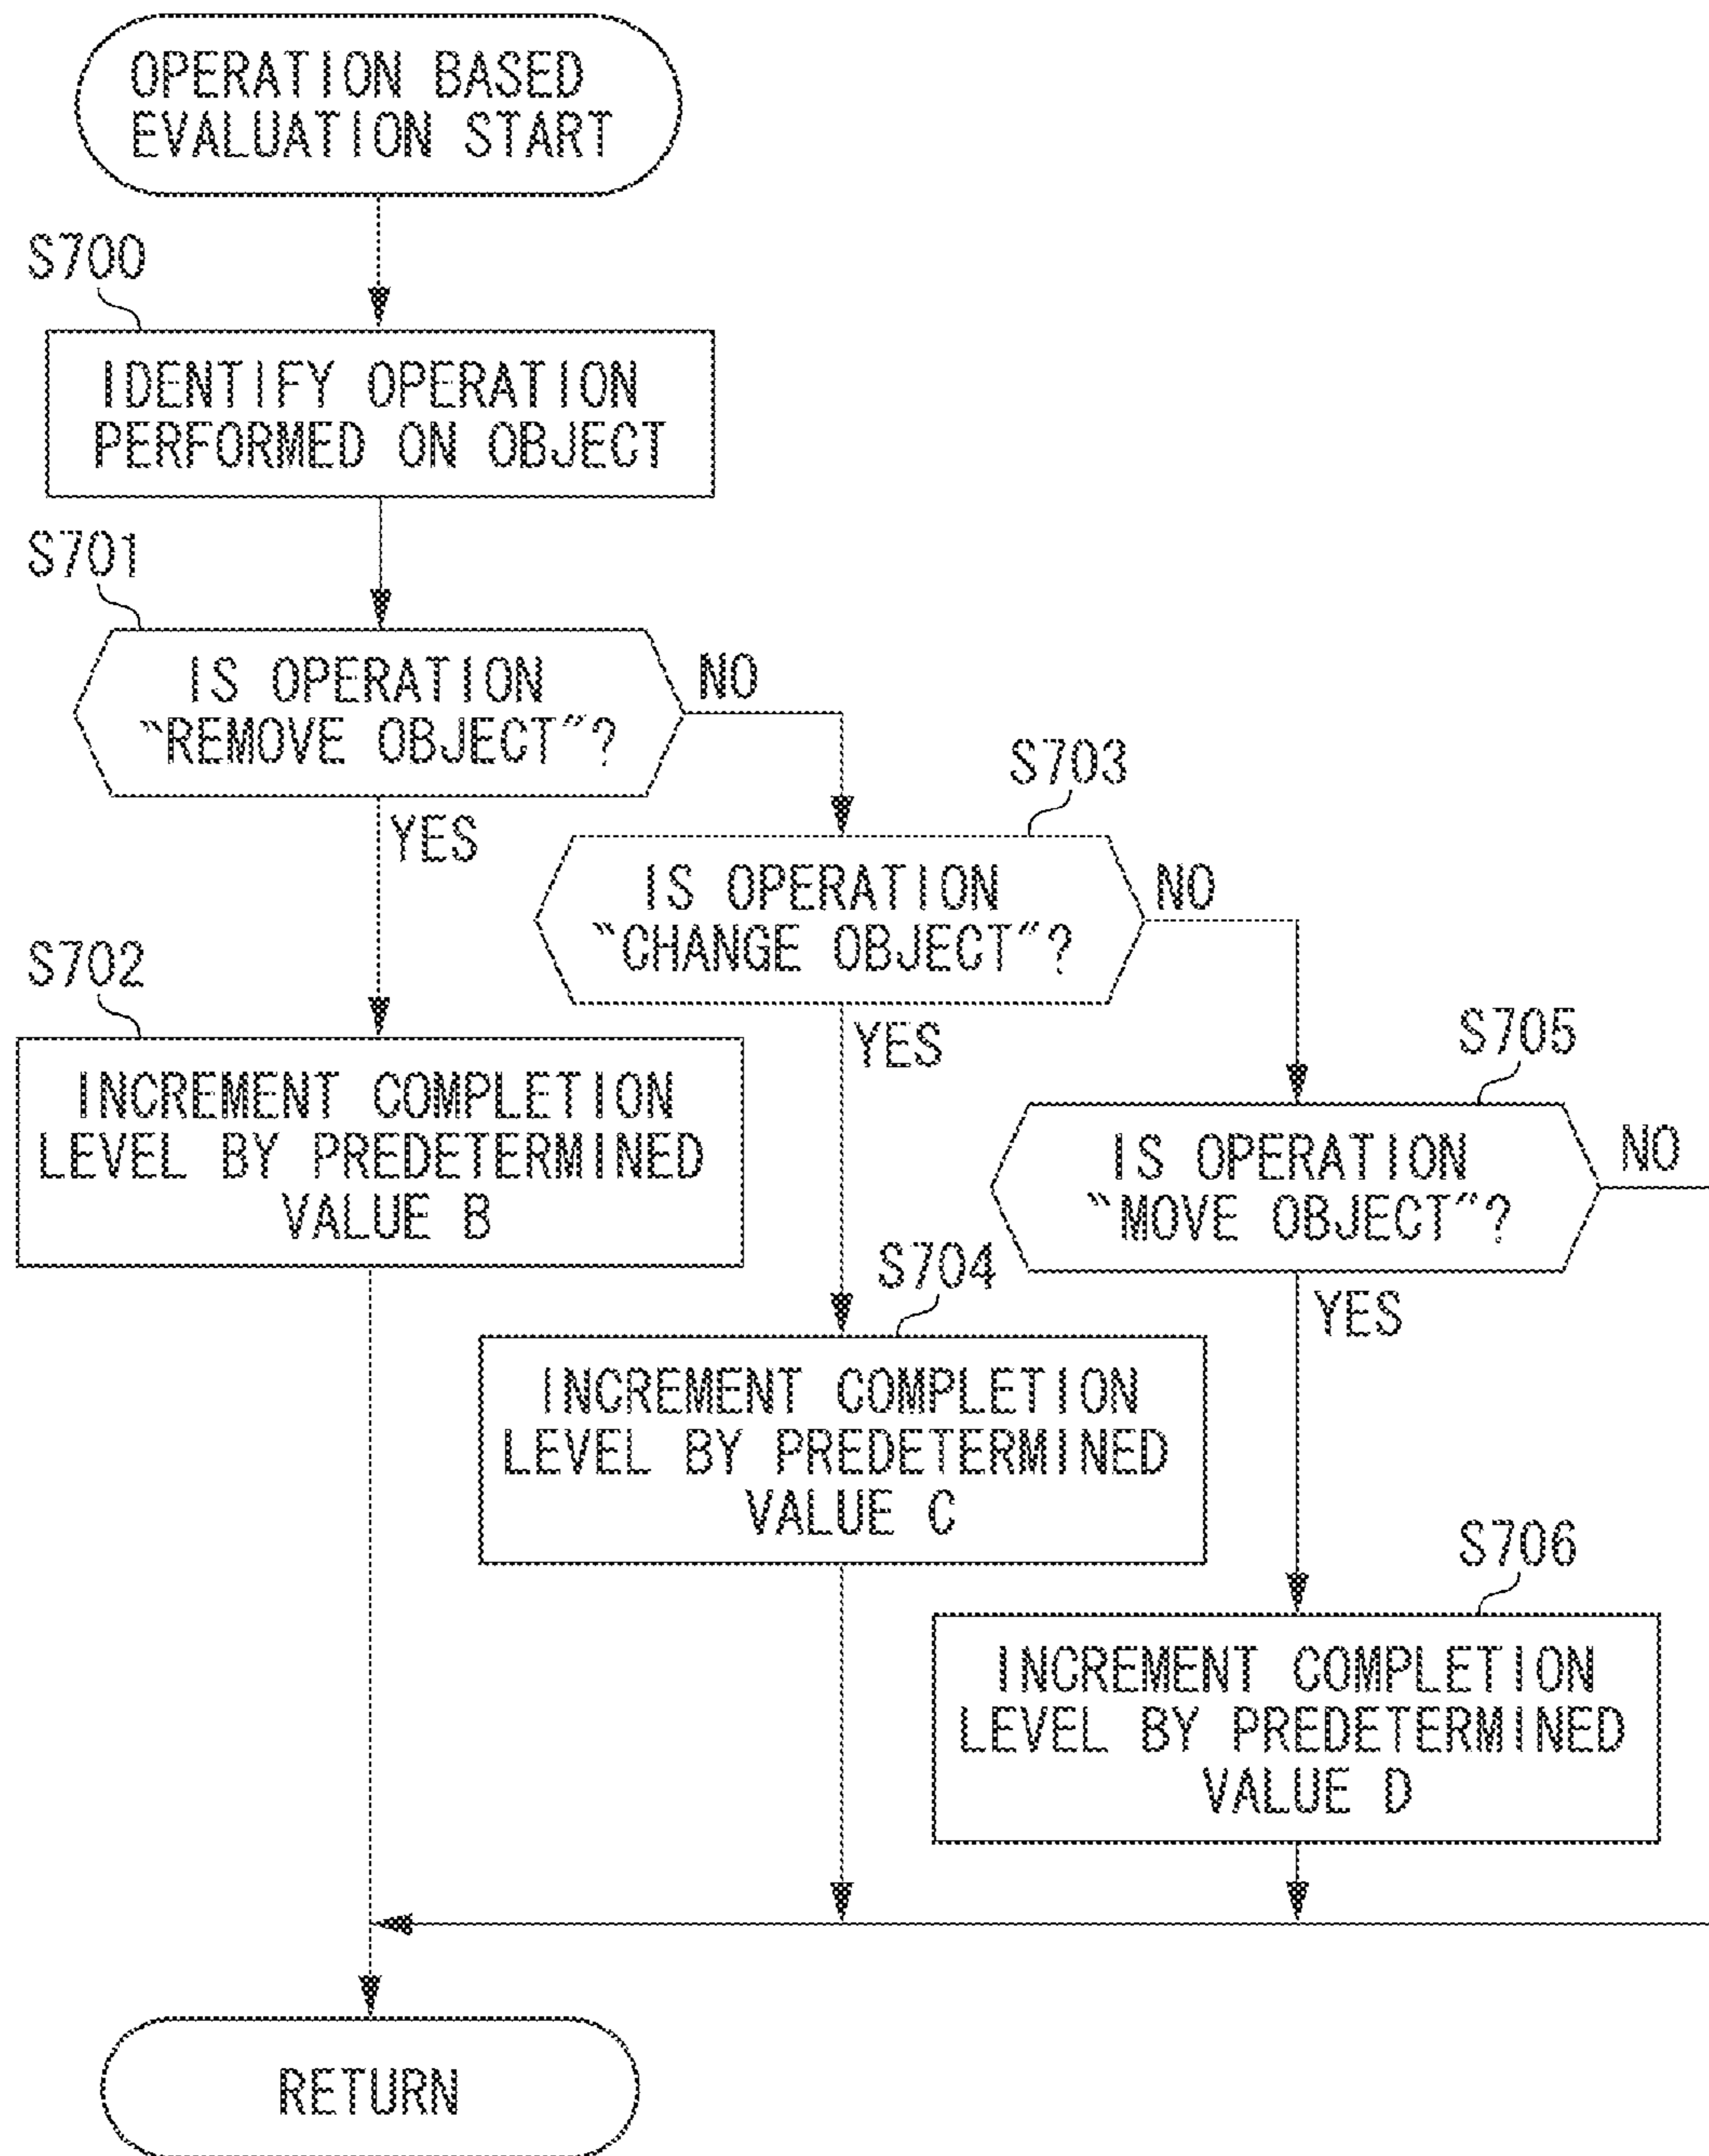 OPERATION BASED
EVALUATION START
S700
IDENTIFY OPERATION
PERFORMED ON OBJECT
S701
IS OPERATION
“REMOVE OBJECT”?
NO
YES
S703
IS OPERATION
“CHANGE OBJECT”?
NO
YES
S702
INCREMENT COMPLETION
LEVEL BY PREDETERMINED
VALUE B
S705
IS OPERATION
“MOVE OBJECT”?
NO
YES
S704
INCREMENT COMPLETION
LEVEL BY PREDETERMINED
VALUE C
S706
INCREMENT COMPLETION
LEVEL BY PREDETERMINED
VALUE D
RETURN